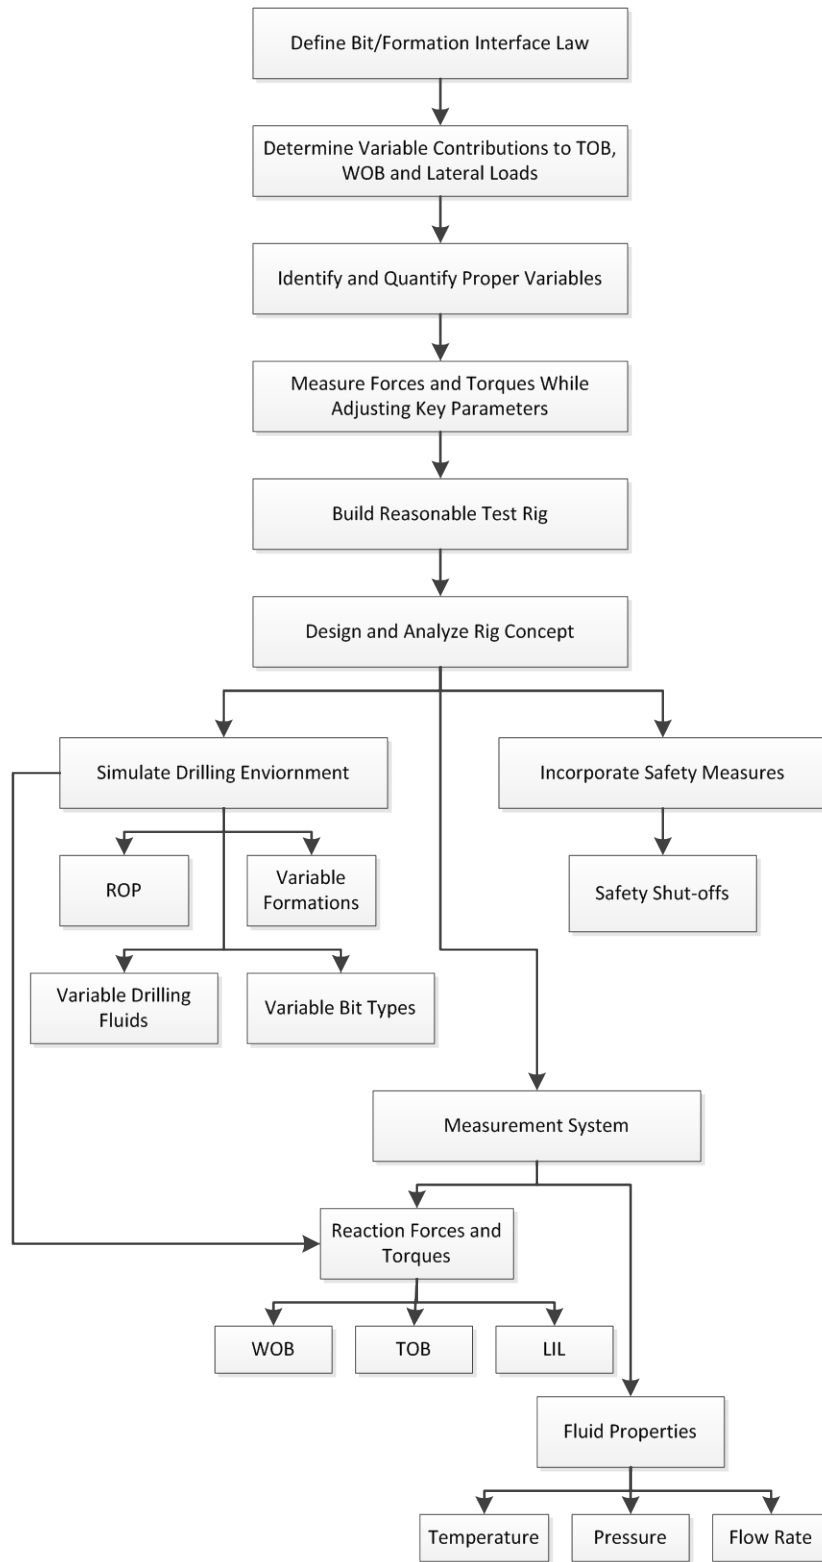 Define Bit/Formation Interface Law
Determine Variable Contributions to TOB,
WOB and Lateral Loads
Identify and Quantify Proper Variables
Measure Forces and Torques While
Adjusting Key Parameters
Build Reasonable Test Rig
Design and Analyze Rig Concept
Simulate Drilling Enviornment
Incorporate Safety Measures
ROP
Variable
Formations
Safety Shut-offs
Variable Drilling
Fluids
Variable Bit Types
Measurement System
Reaction Forces and
Torques
WOB
TOB
LIL
Fluid Properties
Temperature
Pressure
Flow Rate